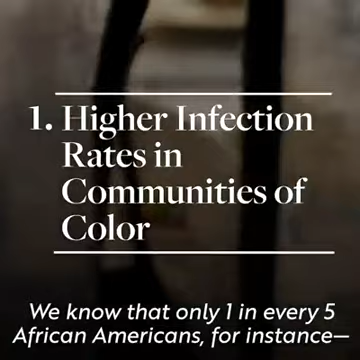 1. Higher Infection
Rates in
Communities of
Color
We know that only 1 in every 5
African Americans, for instance—